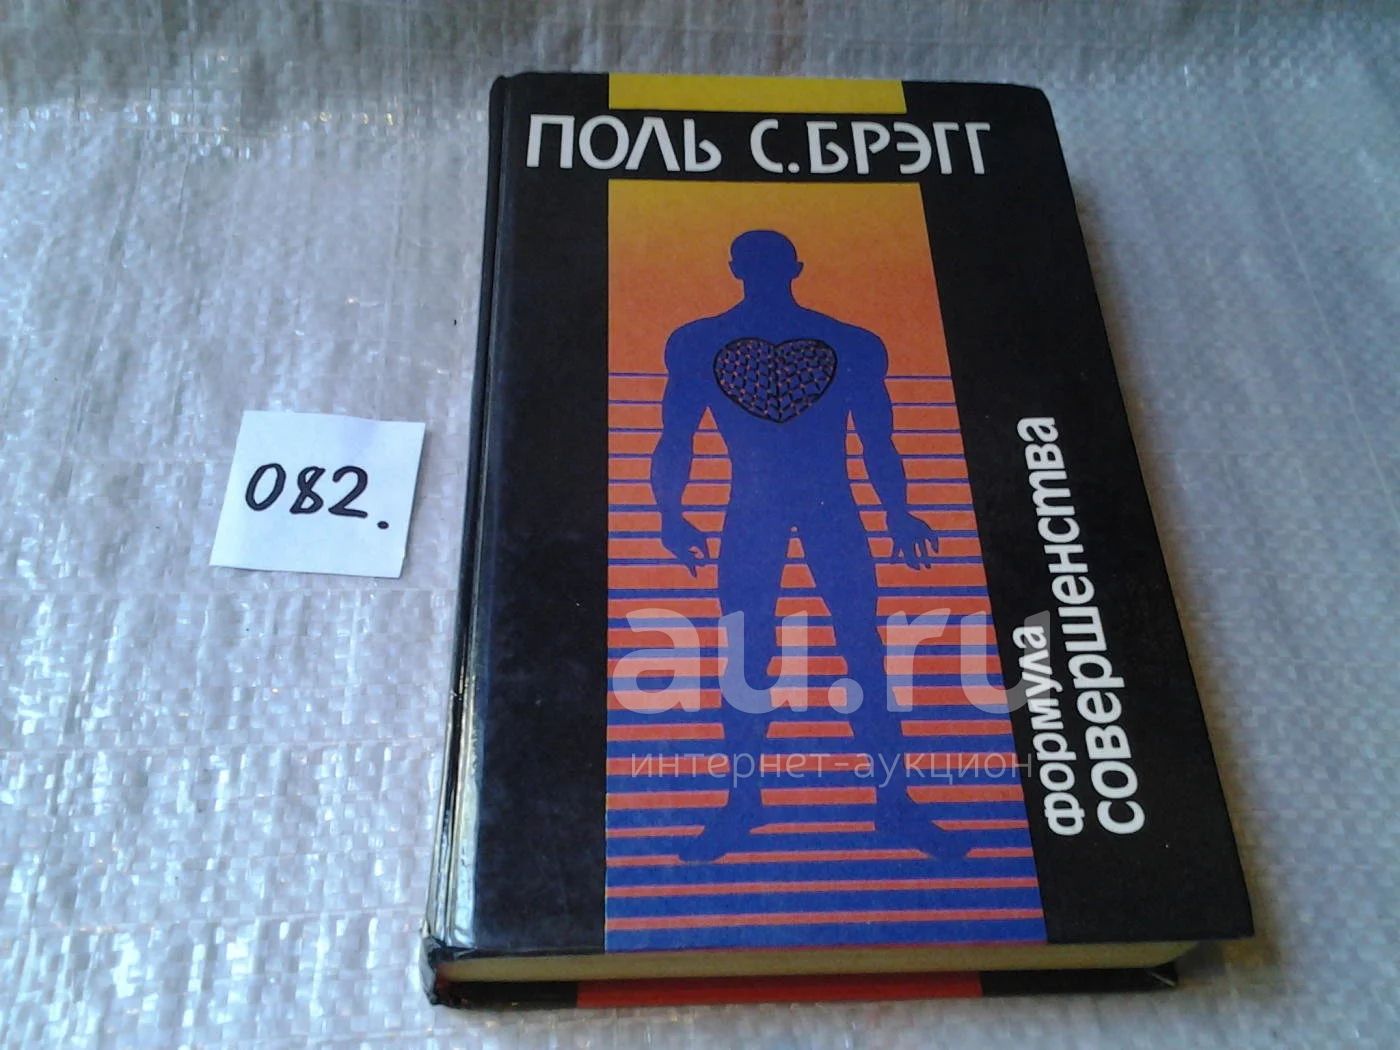 ПОЛЬ С. БРЭГГ
формула
совершенства
082.
au.ru
интернет-аукцион